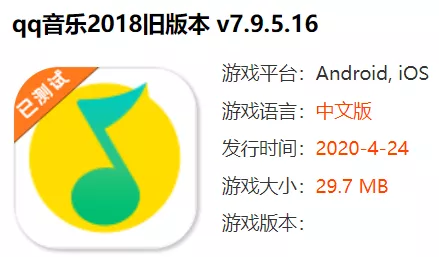 qq音乐2018旧版本 v7.9.5.16
已测试
游戏平台：Android, iOS
游戏语言：中文版
发行时间：2020-4-24
游戏大小：29.7 MB
游戏版本：